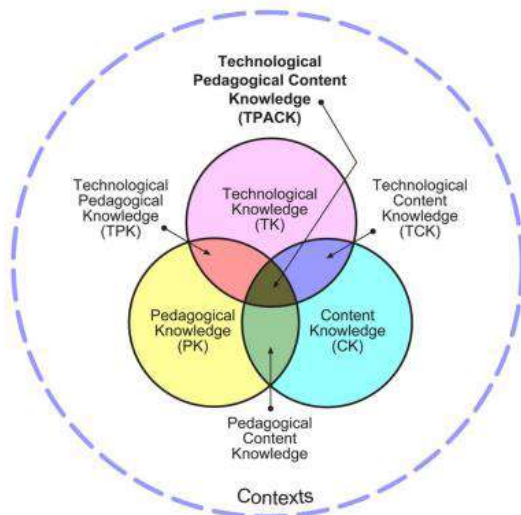 Technological
Pedagogical Content
Knowledge
(TPACK)
Technological
Pedagogical
Knowledge
(TPK)
Technological
Knowledge
(TK)
Technological
Content
Knowledge
(TCK)
Pedagogical
Knowledge
(PK)
Content
Knowledge
(CK)
Pedagogical
Content
Knowledge
Contexts